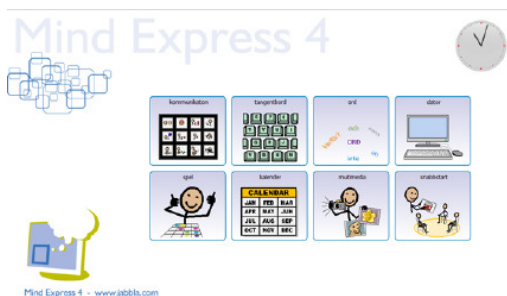 Mind Express 4
kommunikation tangentbord ord dator
ORD
spel kalender multimedia snabbstart
CALENDAR
JAN FEB MAR
APR MAY JUN
JUL AUG SEP
OCT NOV DEC
Mind Express 4 - www.jabbla.com